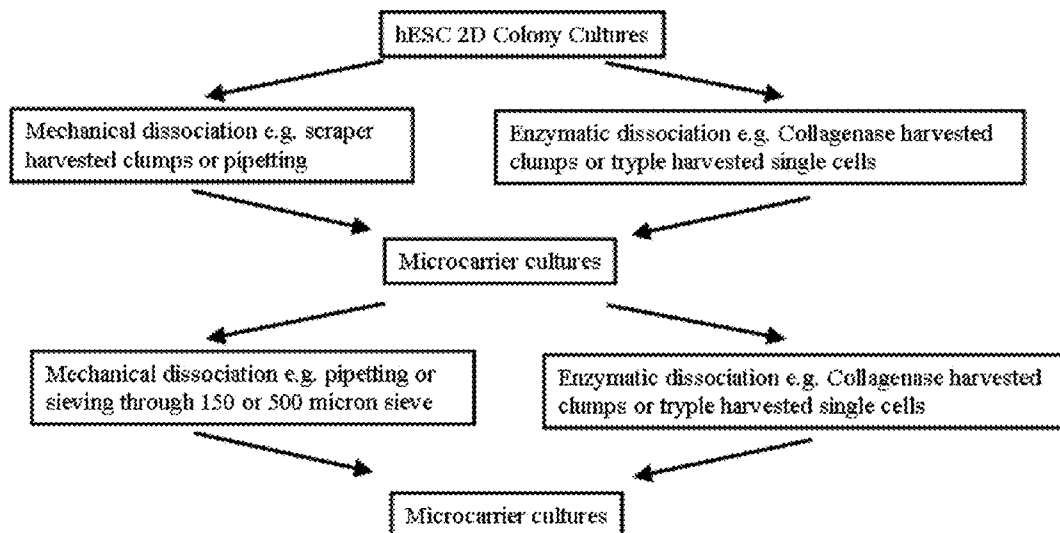 hESC 2D Colony Cultures
Mechanical dissociation e.g. scraper
harvested clumps or pipetting
Enzymatic dissociation e.g. Collagenase harvested
clumps or tryple harvested single cells
Microcarrier cultures
Mechanical dissociation e.g. pipetting or
sieving through 150 or 500 micron sieve
Enzymatic dissociation e.g. Collagenase harvested
clumps or tryple harvested single cells
Microcarrier cultures